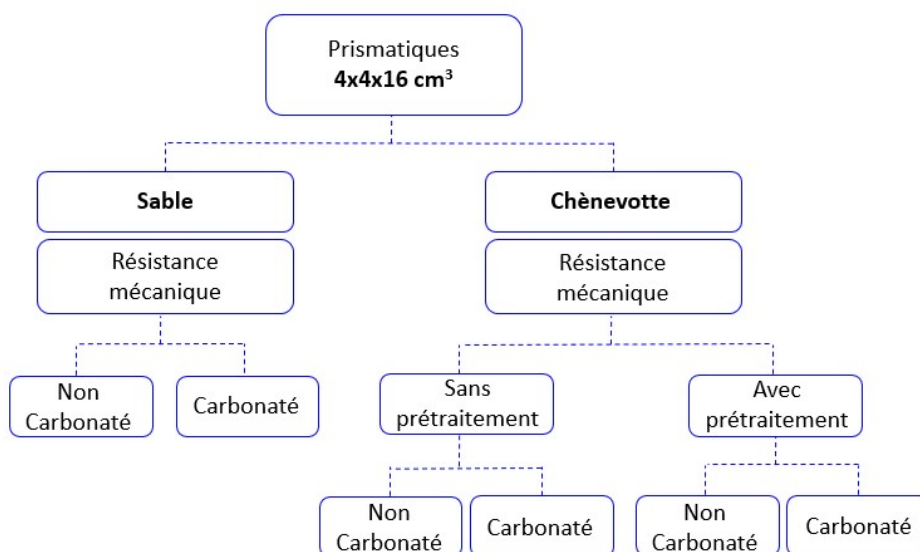 Prismatiques
4x4x16 cm³
Sable
Chènevotte
Résistance
mécanique
Résistance
mécanique
Non
Carbonaté
Carbonaté
Sans
prétraitement
Avec
prétraitement
Non
Carbonaté
Carbonaté
Non
Carbonaté
Carbonaté